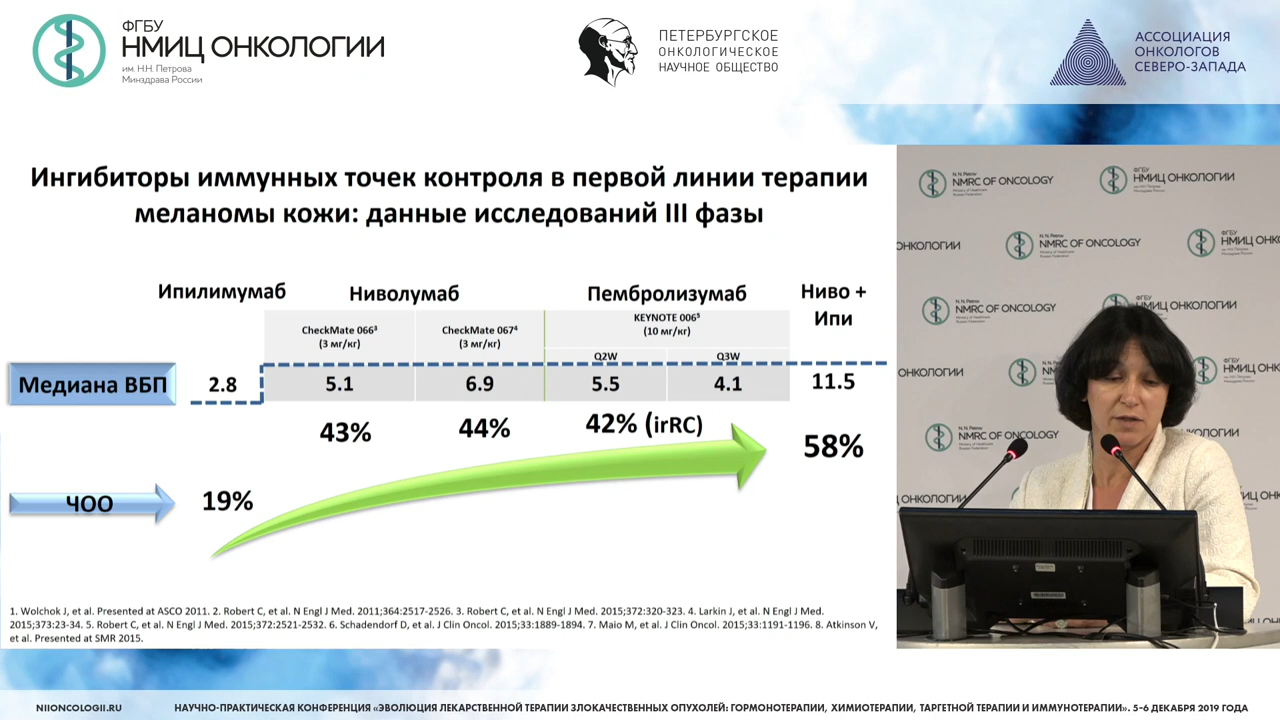 ФГБУ
НМИЦ ОНКОЛОГИИ
им. Н.Н. Петрова
Минздрава России
ПЕТЕРБУРГСКОЕ
ОНКОЛОГИЧЕСКОЕ
НАУЧНОЕ ОБЩЕСТВО
АССОЦИАЦИЯ
ОНКОЛОГОВ
СЕВЕРО-ЗАПАДА
Ингибиторы иммунных точек контроля в первой линии терапии
меланомы кожи: данные исследований III фазы
Ипилимумаб
Ниволумаб
Пембролизумаб
Ниво +
Ипи
CheckMate 066³
(3 мг/кг)
CheckMate 067⁴
(3 мг/кг)
KEYNOTE 006⁵
(10 мг/кг)
Q2W
Q3W
Медиана ВБП
2.8
5.1
6.9
5.5
4.1
11.5
43%
44%
42% (irRC)
58%
ЧОО
19%
1. Wolchok J, et al. Presented at ASCO 2011. 2. Robert C, et al. N Engl J Med. 2011;364:2517-2526. 3. Robert C, et al. N Engl J Med. 2015;372:320-323. 4. Larkin J, et al. N Engl J Med.
2015;373:23-34. 5. Robert C, et al. N Engl J Med. 2015;372:2521-2532. 6. Schadendorf D, et al. J Clin Oncol. 2015;33:1889-1894. 7. Maio M, et al. J Clin Oncol. 2015;33:1191-1196. 8. Atkinson V,
et al. Presented at SMR 2015.
N.N. Petrov
NMRC OF ONCOLOGY
ФГБУ
НМИЦ ОНКОЛОГИИ
ОНКОЛОГИИ
N.N. Petrov
NMRC OF ONCOLOGY
ФГБУ
НМИЦ ОНКО
N.N. Petrov
NMRC OF ONCOLOGY
ФГБУ
ОНКОЛОГИИ
ОНКОЛОГИИ
N.N. Petrov
NMRC OF ONCOLOGY
NIIONCOLOGII.RU
НАУЧНО-ПРАКТИЧЕСКАЯ КОНФЕРЕНЦИЯ «ЭВОЛЮЦИЯ ЛЕКАРСТВЕННОЙ ТЕРАПИИ ЗЛОКАЧЕСТВЕННЫХ ОПУХОЛЕЙ: ГОРМОНОТЕРАПИИ, ХИМИОТЕРАПИИ, ТАРГЕТНОЙ ТЕРАПИИ И ИММУНОТЕРАПИИ». 5-6 ДЕКАБРЯ 2019 ГОДА